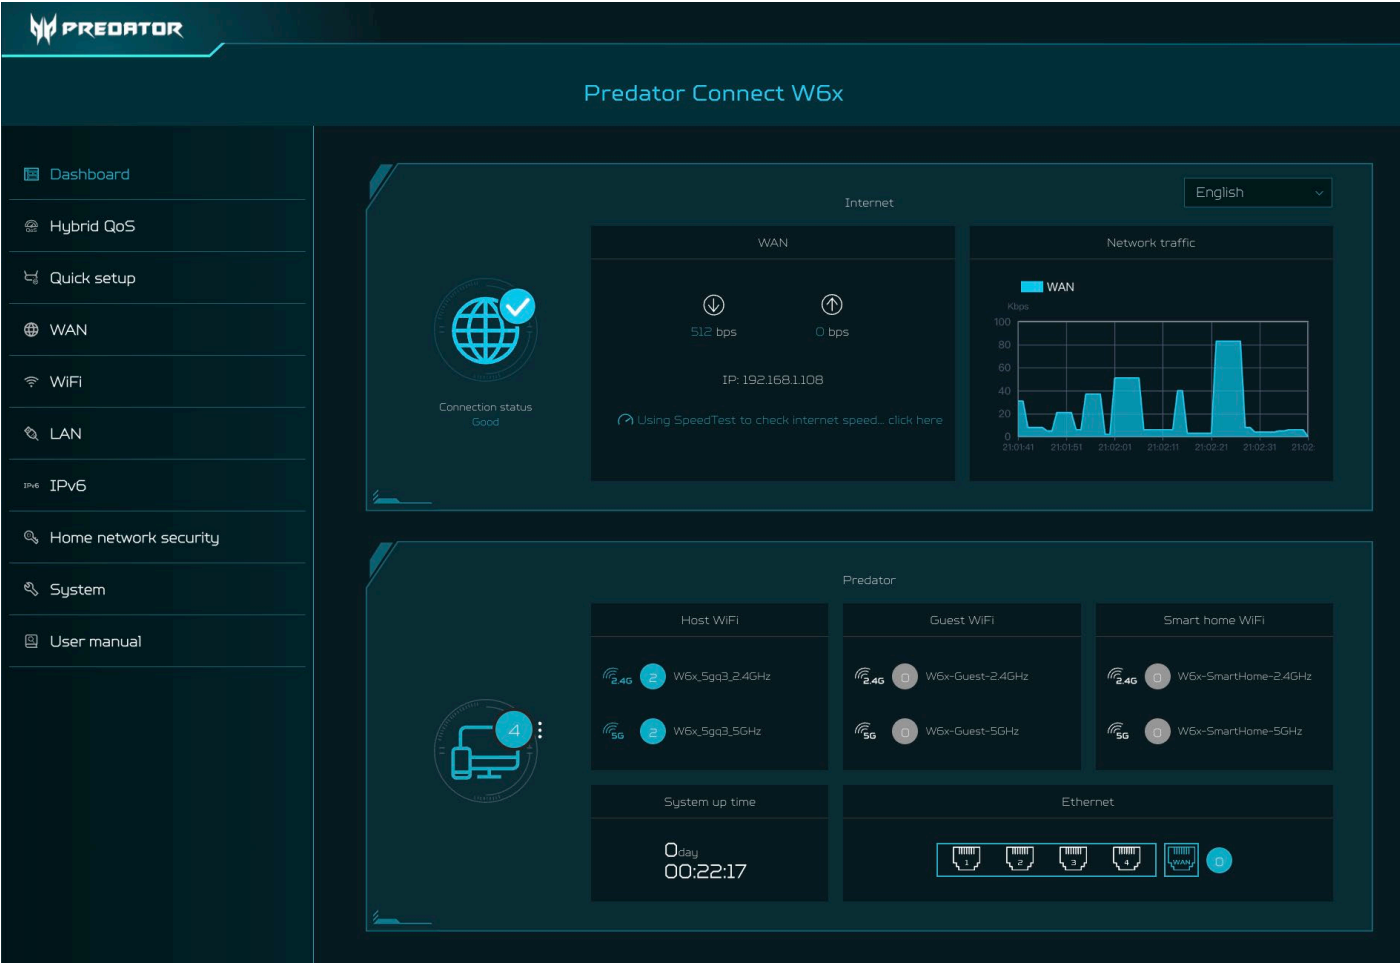 PREDATOR
Predator Connect W6x
Dashboard
Hybrid QoS
Quick setup
WAN
WiFi
LAN
IPv6 IPv6
Home network security
System
User manual
English
Internet
Connection status
Good
WAN
512 bps
0 bps
IP: 192.168.1.108
Using SpeedTest to check internet speed... click here
Network traffic
WAN
Kbps
100
80
60
40
20
0
21:01:41 21:01:51 21:02:01 21:02:11 21:02:21 21:02:31 21:02:
Predator
4
Host WiFi
2.4G 2 W6x_5gq3_2.4GHz
5G 2 W6x_5gq3_5GHz
Guest WiFi
2.4G 0 W6x-Guest-2.4GHz
5G 0 W6x-Guest-5GHz
Smart home WiFi
2.4G 0 W6x-SmartHome-2.4GHz
5G 0 W6x-SmartHome-5GHz
System up time
0day
00:22:17
Ethernet
1 2 3 4 WAN 0